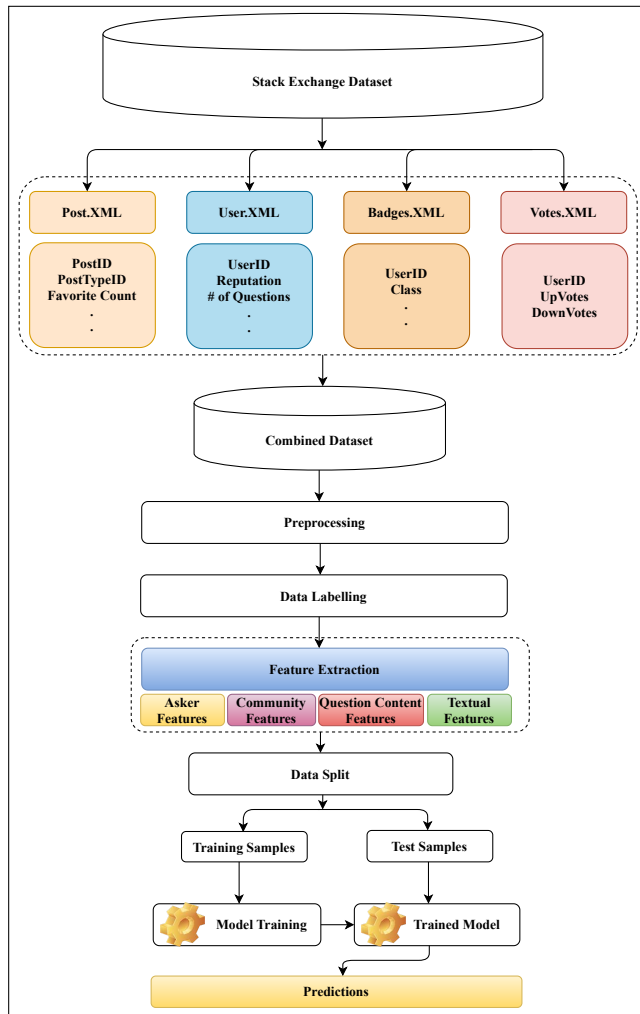 Stack Exchange Dataset
Post.XML
User.XML
Badges.XML
Votes.XML
PostID
PostTypeID
Favorite Count
.
.
UserID
Reputation
# of Questions
.
.
UserID
Class
.
.
UserID
UpVotes
DownVotes
Combined Dataset
Preprocessing
Data Labelling
Feature Extraction
Asker
Features
Community
Features
Question Content
Features
Textual
Features
Data Split
Training Samples
Test Samples
Model Training
Trained Model
Predictions